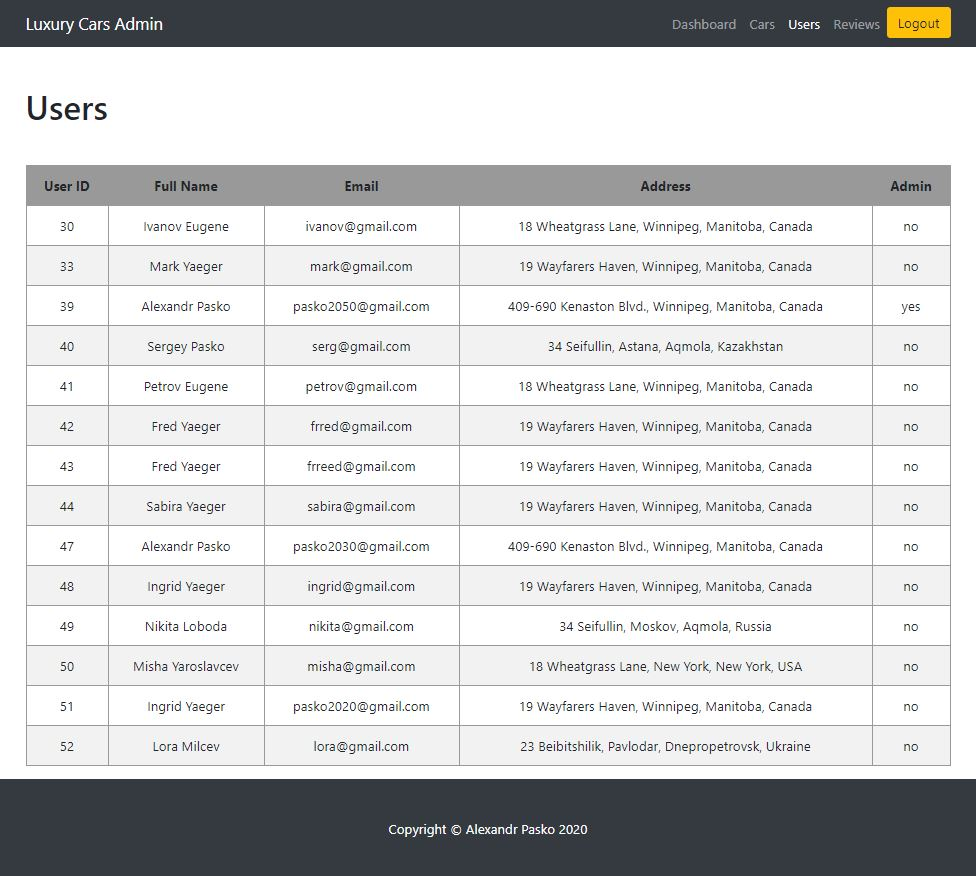 Luxury Cars Admin Dashboard Cars Users Reviews Logout
Users
User ID Full Name Email Address Admin
30 Ivanov Eugene ivanov@gmail.com 18 Wheatgrass Lane, Winnipeg, Manitoba, Canada no
33 Mark Yaeger mark@gmail.com 19 Wayfarers Haven, Winnipeg, Manitoba, Canada no
39 Alexandr Pasko pasko2050@gmail.com 409-690 Kenaston Blvd., Winnipeg, Manitoba, Canada yes
40 Sergey Pasko serg@gmail.com 34 Seifullin, Astana, Aqmola, Kazakhstan no
41 Petrov Eugene petrov@gmail.com 18 Wheatgrass Lane, Winnipeg, Manitoba, Canada no
42 Fred Yaeger frred@gmail.com 19 Wayfarers Haven, Winnipeg, Manitoba, Canada no
43 Fred Yaeger frreed@gmail.com 19 Wayfarers Haven, Winnipeg, Manitoba, Canada no
44 Sabira Yaeger sabira@gmail.com 19 Wayfarers Haven, Winnipeg, Manitoba, Canada no
47 Alexandr Pasko pasko2030@gmail.com 409-690 Kenaston Blvd., Winnipeg, Manitoba, Canada no
48 Ingrid Yaeger ingrid@gmail.com 19 Wayfarers Haven, Winnipeg, Manitoba, Canada no
49 Nikita Loboda nikita@gmail.com 34 Seifullin, Moskov, Aqmola, Russia no
50 Misha Yaroslavcev misha@gmail.com 18 Wheatgrass Lane, New York, New York, USA no
51 Ingrid Yaeger pasko2020@gmail.com 19 Wayfarers Haven, Winnipeg, Manitoba, Canada no
52 Lora Milcev lora@gmail.com 23 Beibitshilik, Pavlodar, Dnepropetrovsk, Ukraine no
Copyright © Alexandr Pasko 2020